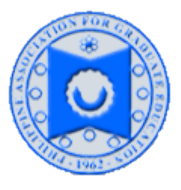 PHILIPPINE ASSOCIATION FOR GRADUATE EDUCATION
· 1962 ·